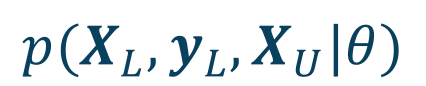 p(X_L, y_L, X_U|θ)